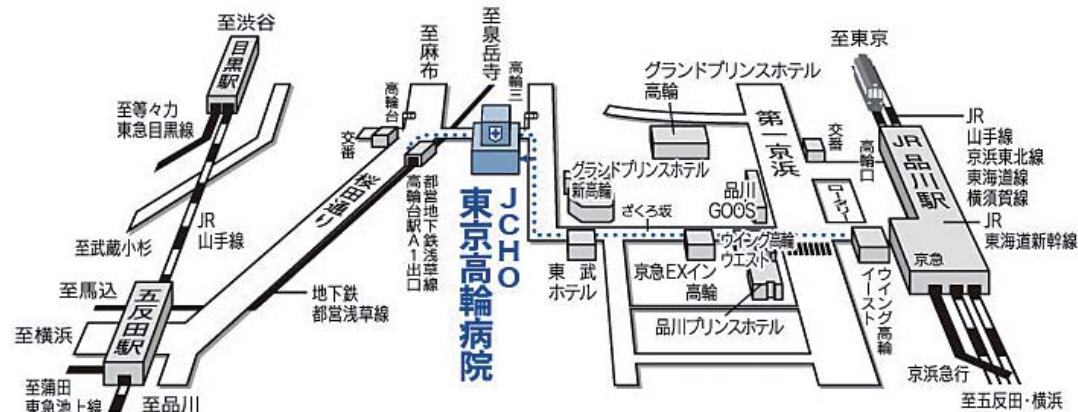 至渋谷
目黒駅
至等々力
東急目黒線
JR
山手線
至武蔵小杉
至馬込
五反田駅
至横浜
至蒲田
東急池上線
至品川
地下鉄
都営浅草線
桜田通り
交番
高輪台
至麻布
至泉岳寺
高輪三
都営地下鉄浅草線
高輪台駅A1出口
JCHO
東京高輪病院
グランドプリンスホテル
高輪
グランドプリンスホテル
新高輪
ざくろ坂
東武
ホテル
京急EXイン
高輪
品川
GOOS
ウイング高輪
ウエスト
品川プリンスホテル
第一京浜
交番
高輪口
ロータリー
ウイング高輪
イースト
至東京
JR品川駅
京急
JR
山手線
京浜東北線
東海道線
横須賀線
JR
東海道新幹線
京浜急行
至五反田・横浜